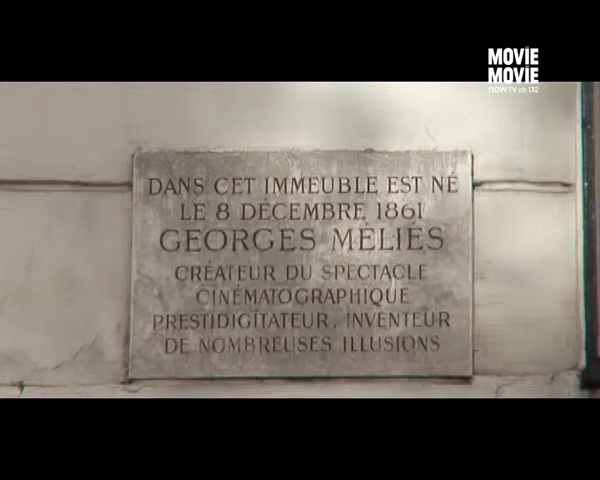 MOVIE
MOVIE
now TV ch 132
DANS CET IMMEUBLE EST NÉ
LE 8 DÉCEMBRE 1861
GEORGES MÉLIÉS
CRÉATEUR DU SPECTACLE
CINÉMATOGRAPHIQUE
PRESTIDIGITATEUR, INVENTEUR
DE NOMBREUSES ILLUSIONS